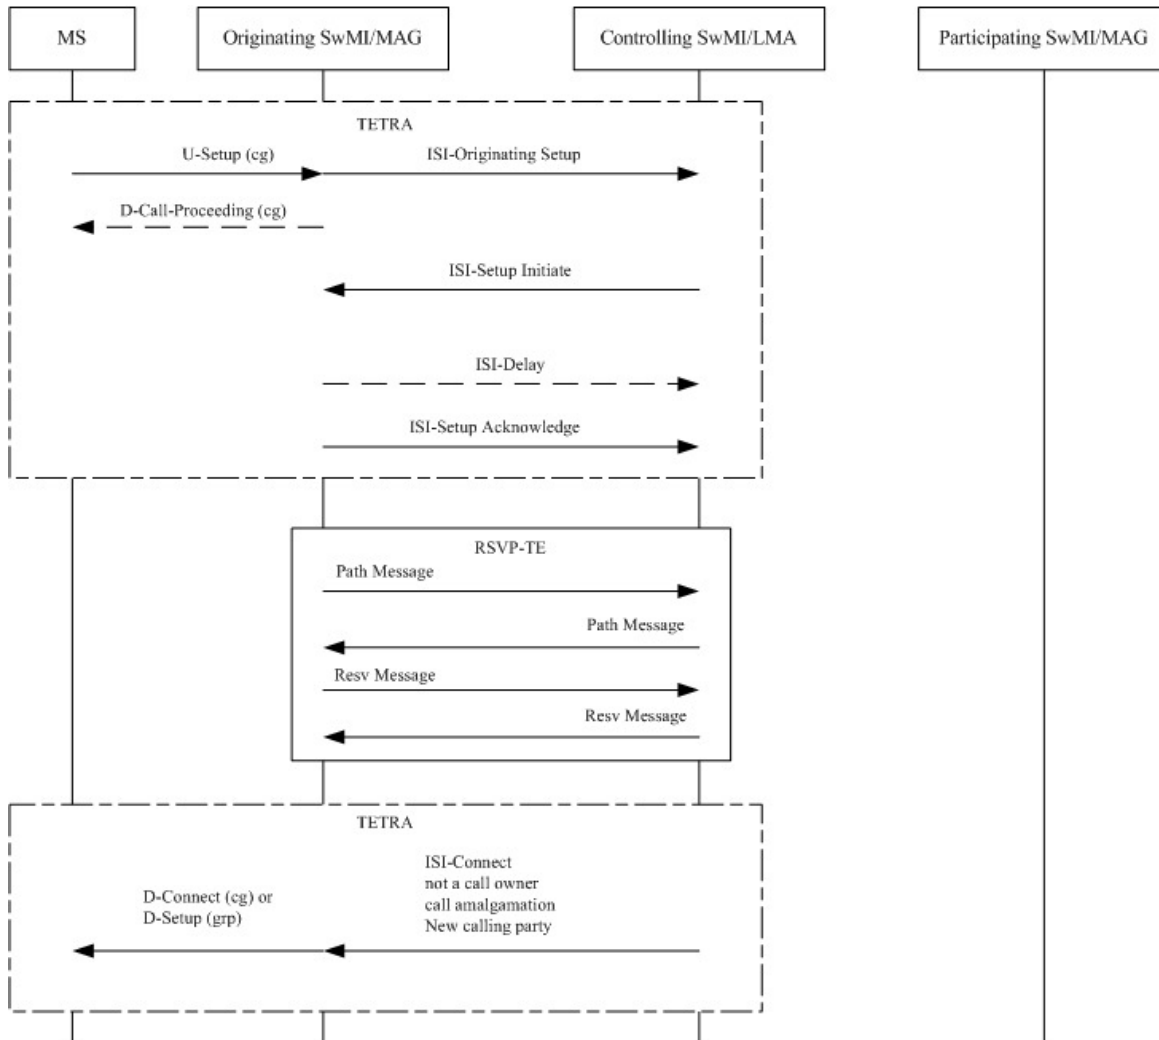 MS
Originating SwMI/MAG
Controlling SwMI/LMA
Participating SwMI/MAG
TETRA
U-Setup (cg)
ISI-Originating Setup
D-Call-Proceeding (cg)
ISI-Setup Initiate
ISI-Delay
ISI-Setup Acknowledge
RSVP-TE
Path Message
Path Message
Resv Message
Resv Message
TETRA
D-Connect (cg) or
D-Setup (grp)
ISI-Connect
not a call owner
call amalgamation
New calling party